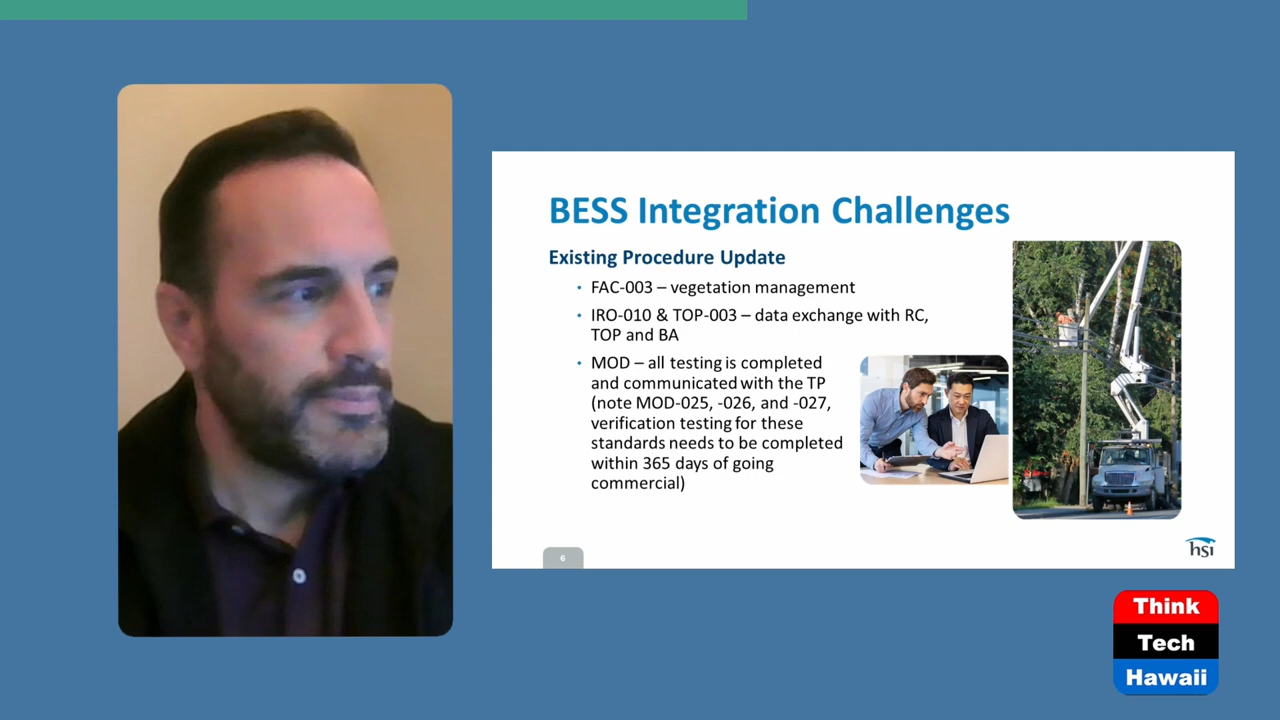 BESS Integration Challenges
Existing Procedure Update
• FAC-003 – vegetation management
• IRO-010 & TOP-003 – data exchange with RC,
TOP and BA
• MOD – all testing is completed
and communicated with the TP
(note MOD-025, -026, and -027,
verification testing for these
standards needs to be completed
within 365 days of going
commercial)
6
hsi
Think
Tech
Hawaii